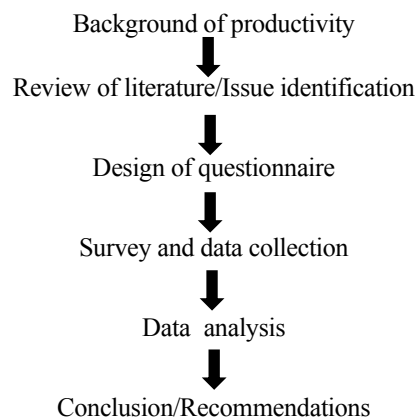 Background of productivity
Review of literature/Issue identification
Design of questionnaire
Survey and data collection
Data analysis
Conclusion/Recommendations